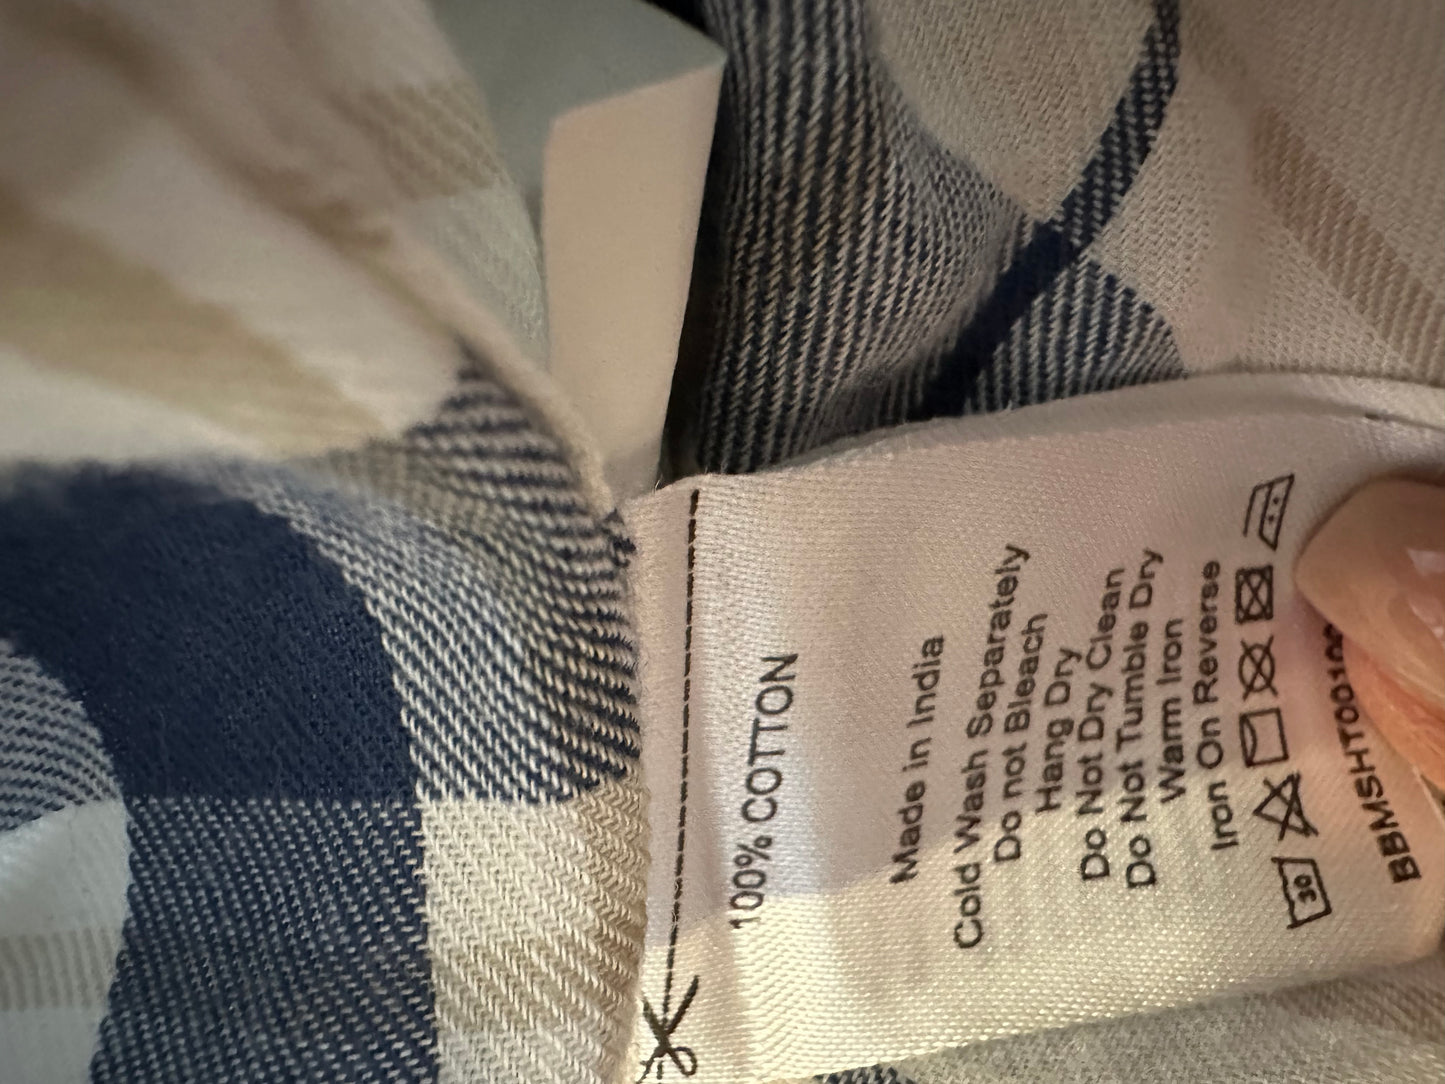 100% COTTON
Made in India
Cold Wash Separately
Do not Bleach
Hang Dry
Do Not Dry Clean
Do Not Tumble Dry
Warm Iron
Iron On Reverse
30